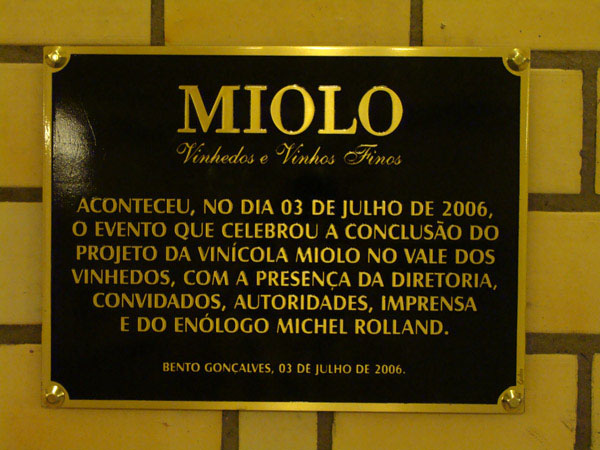 MIOLO
Vinhedos e Vinhos Finos
ACONTECEU, NO DIA 03 DE JULHO DE 2006,
O EVENTO QUE CELEBROU A CONCLUSÃO DO
PROJETO DA VINÍCOLA MIOLO NO VALE DOS
VINHEDOS, COM A PRESENÇA DA DIRETORIA,
CONVIDADOS, AUTORIDADES, IMPRENSA
E DO ENÓLOGO MICHEL ROLLAND.
BENTO GONÇALVES, 03 DE JULHO DE 2006.